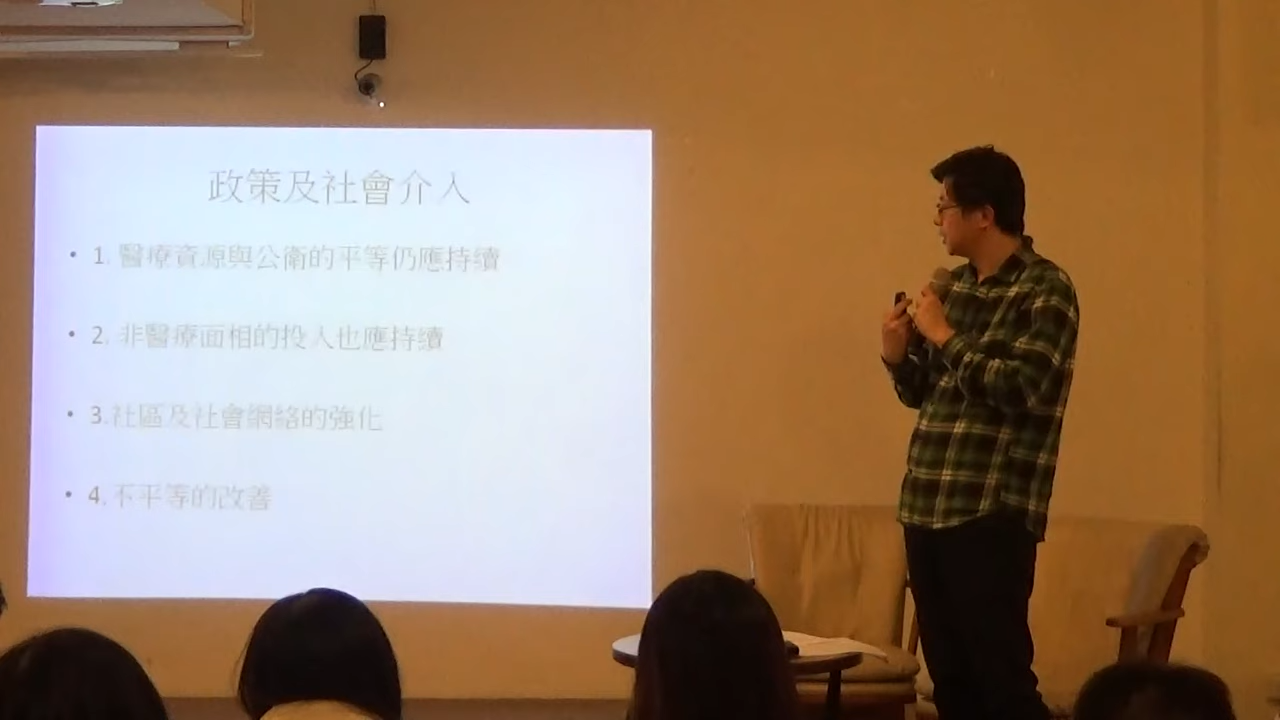 政策及社會介入
• 1. 醫療資源與公衛的平等仍應持續
• 2. 非醫療面相的投入也應持續
• 3.社區及社會網絡的強化
• 4.不平等的改善